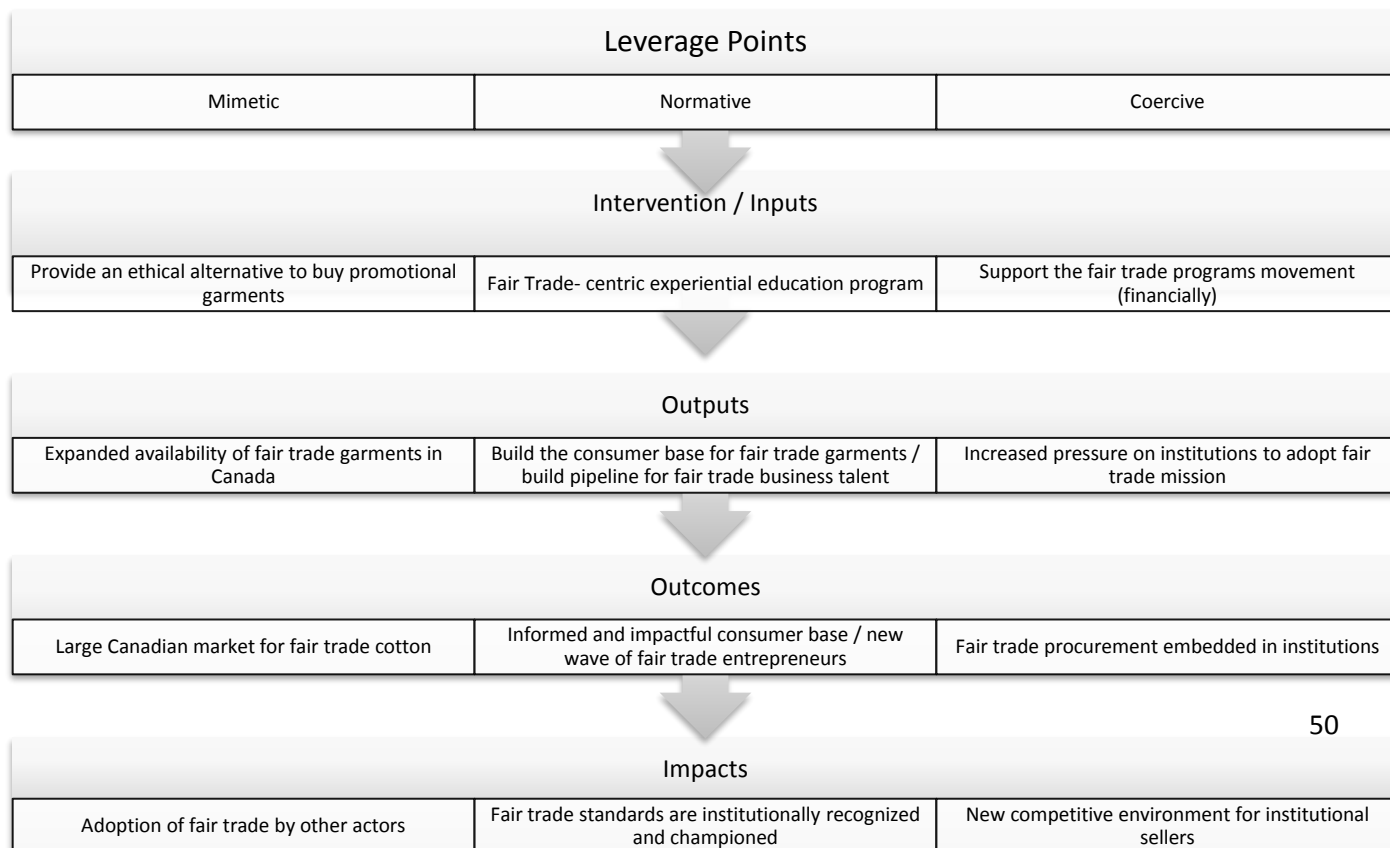 Leverage Points
Mimetic
Normative
Coercive
Intervention / Inputs
Provide an ethical alternative to buy promotional
garments
Fair Trade- centric experiential education program
Support the fair trade programs movement
(financially)
Outputs
Expanded availability of fair trade garments in
Canada
Build the consumer base for fair trade garments /
build pipeline for fair trade business talent
Increased pressure on institutions to adopt fair
trade mission
Outcomes
Large Canadian market for fair trade cotton
Informed and impactful consumer base / new
wave of fair trade entrepreneurs
Fair trade procurement embedded in institutions
50
Impacts
Adoption of fair trade by other actors
Fair trade standards are institutionally recognized
and championed
New competitive environment for institutional
sellers